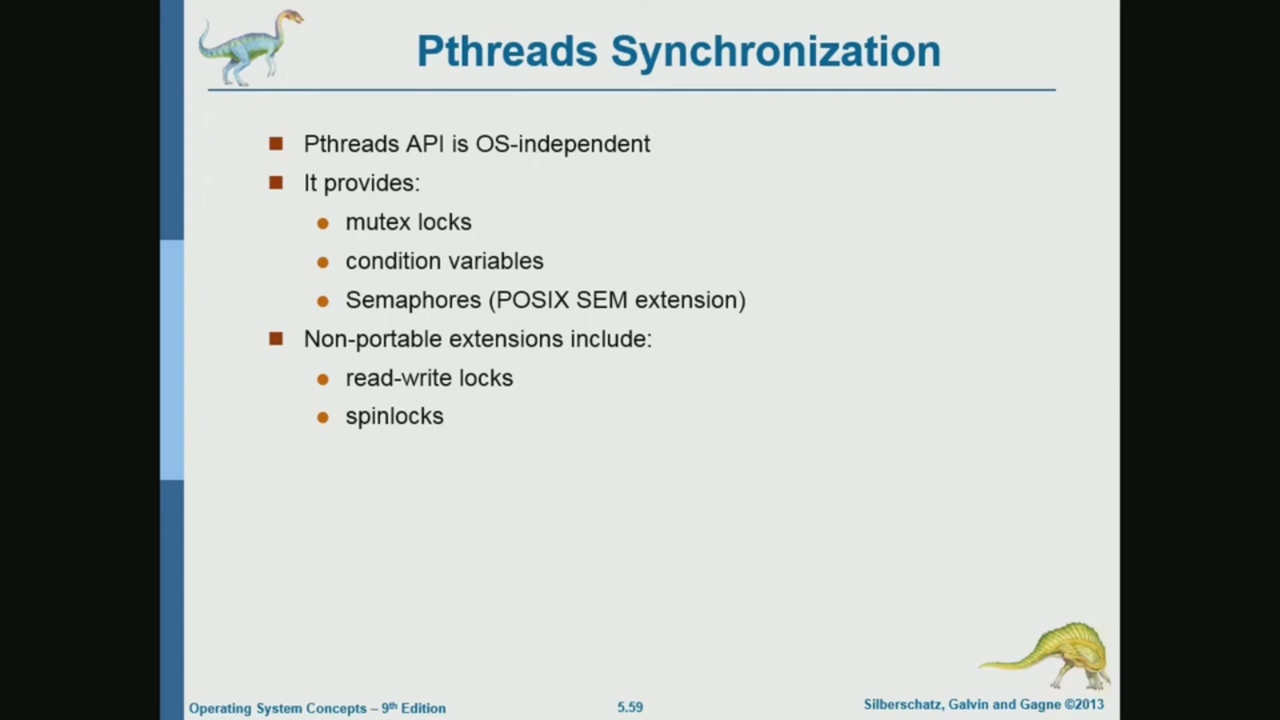 Pthreads Synchronization
Pthreads API is OS-independent
It provides:
mutex locks
condition variables
Semaphores (POSIX SEM extension)
Non-portable extensions include:
read-write locks
spinlocks
Operating System Concepts – 9th Edition
5.59
Silberschatz, Galvin and Gagne ©2013